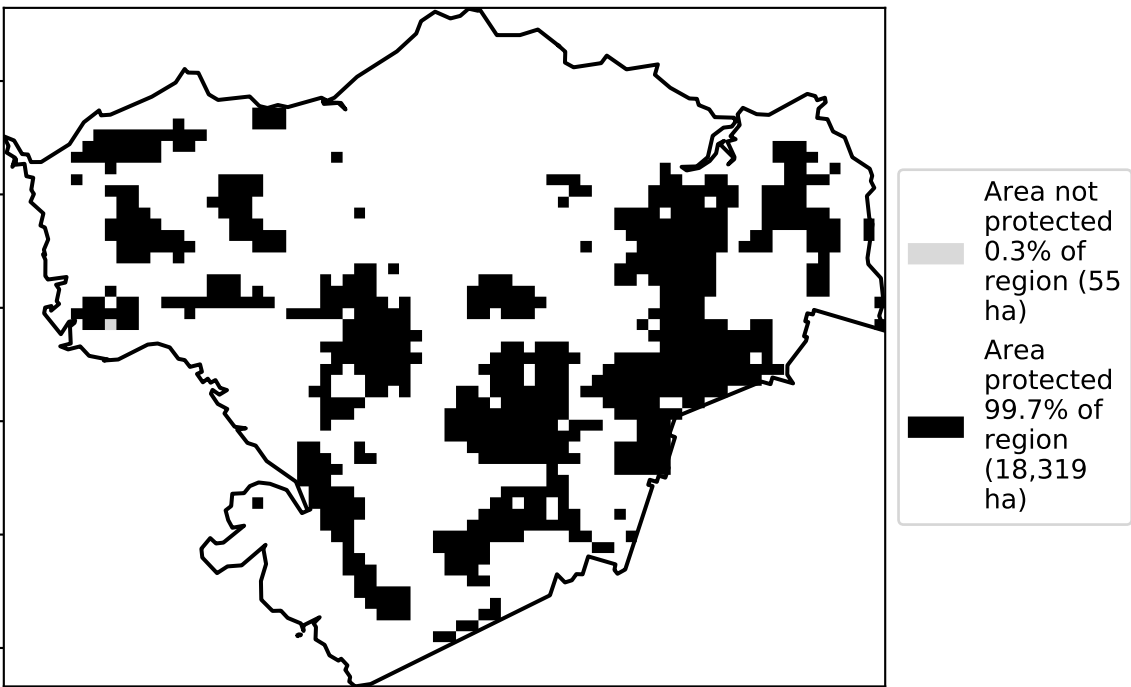 Area not
protected
0.3% of
region (55
ha)
Area
protected
99.7% of
region
(18,319
ha)